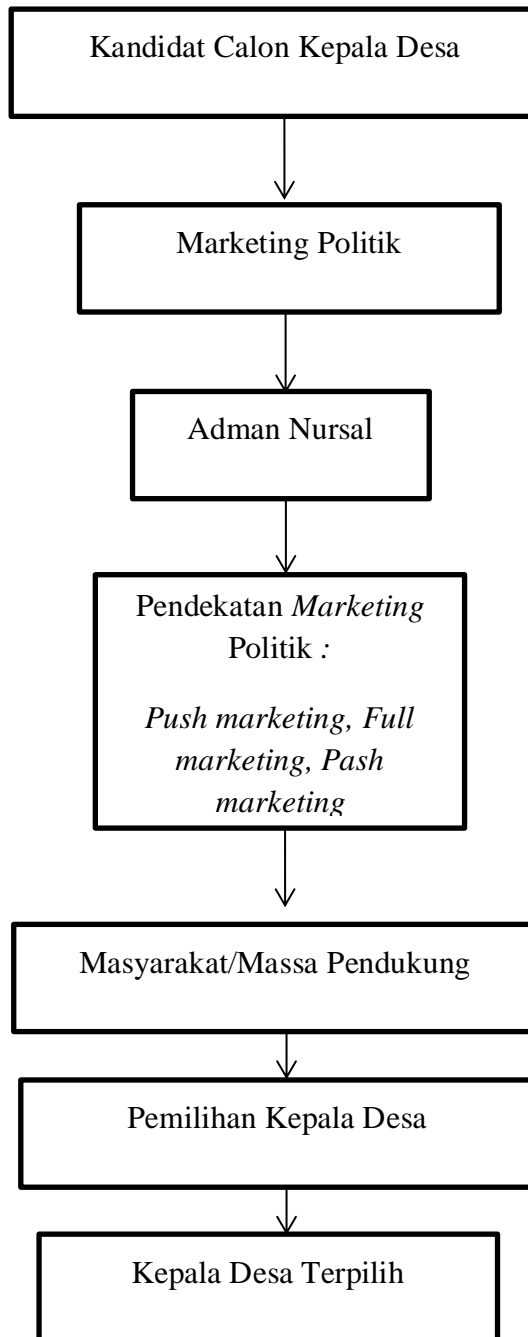 Kandidat Calon Kepala Desa
Marketing Politik
Adman Nursal
Pendekatan Marketing
Politik :
Push marketing, Full
marketing, Pash
marketing
Masyarakat/Massa Pendukung
Pemilihan Kepala Desa
Kepala Desa Terpilih